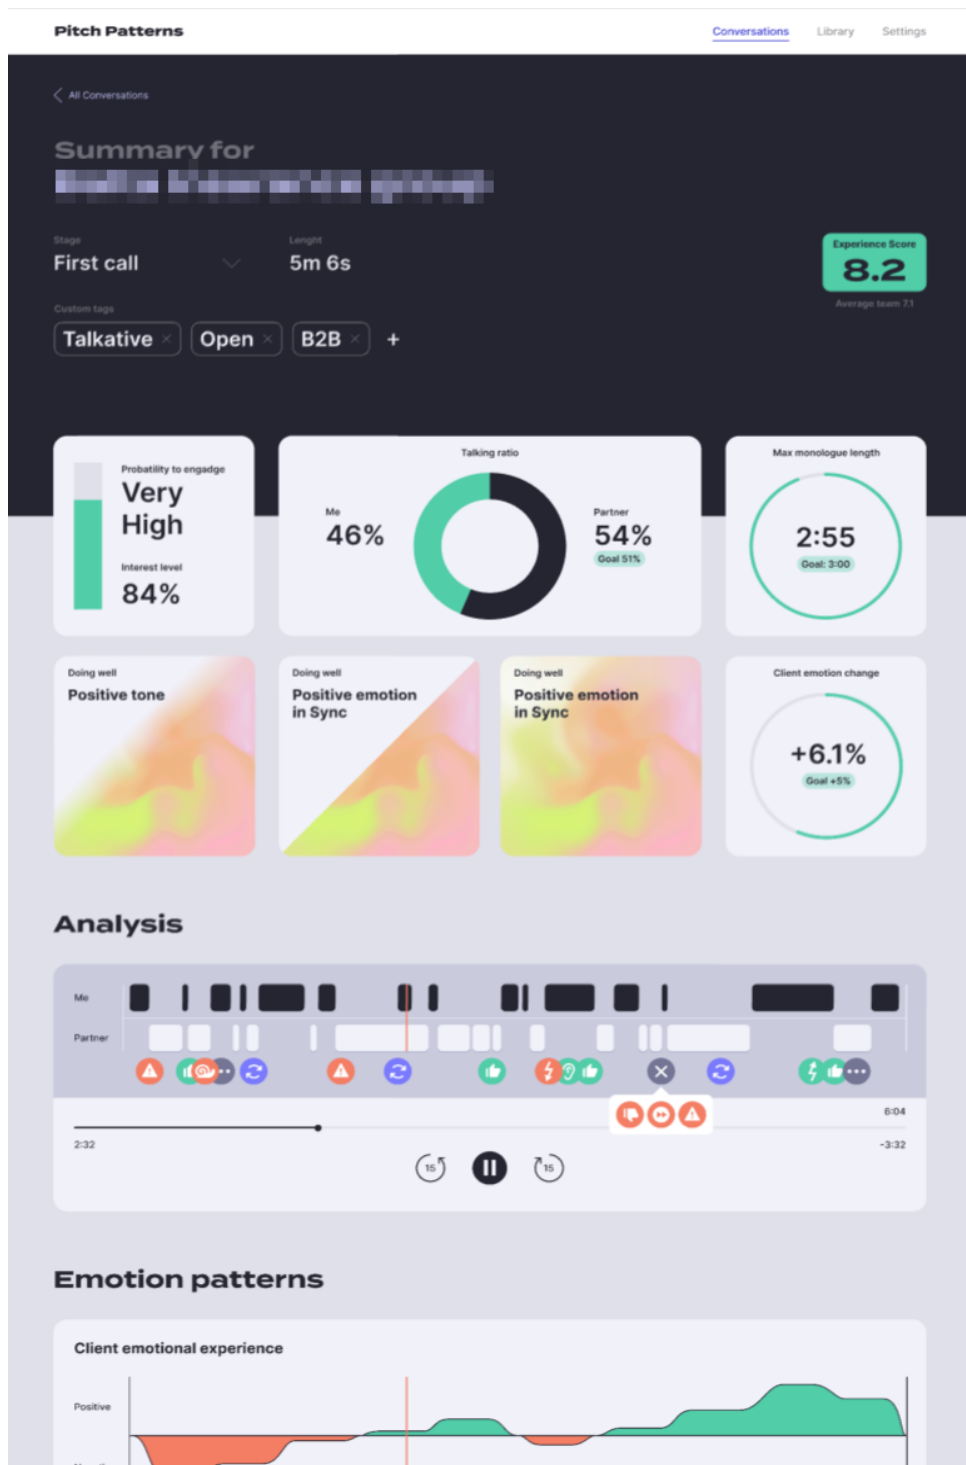 Pitch Patterns
Conversations
Library
Settings
All Conversations
Summary for
Stage
Lenght
First call
5m 6s
Experience Score
8.2
Average team 7.1
Custom tags
Talkative
Open
B2B
+
Probatility to engadge
Very
High
Interest level
84%
Talking ratio
Me
46%
Partner
54%
Goal 51%
Max monologue length
2:55
Goal: 3:00
Doing well
Positive tone
Doing well
Positive emotion
in Sync
Doing well
Positive emotion
in Sync
Client emotion change
+6.1%
Goal +5%
Analysis
Me
Partner
6:04
2:32
-3:32
15
15
Emotion patterns
Client emotional experience
Positive